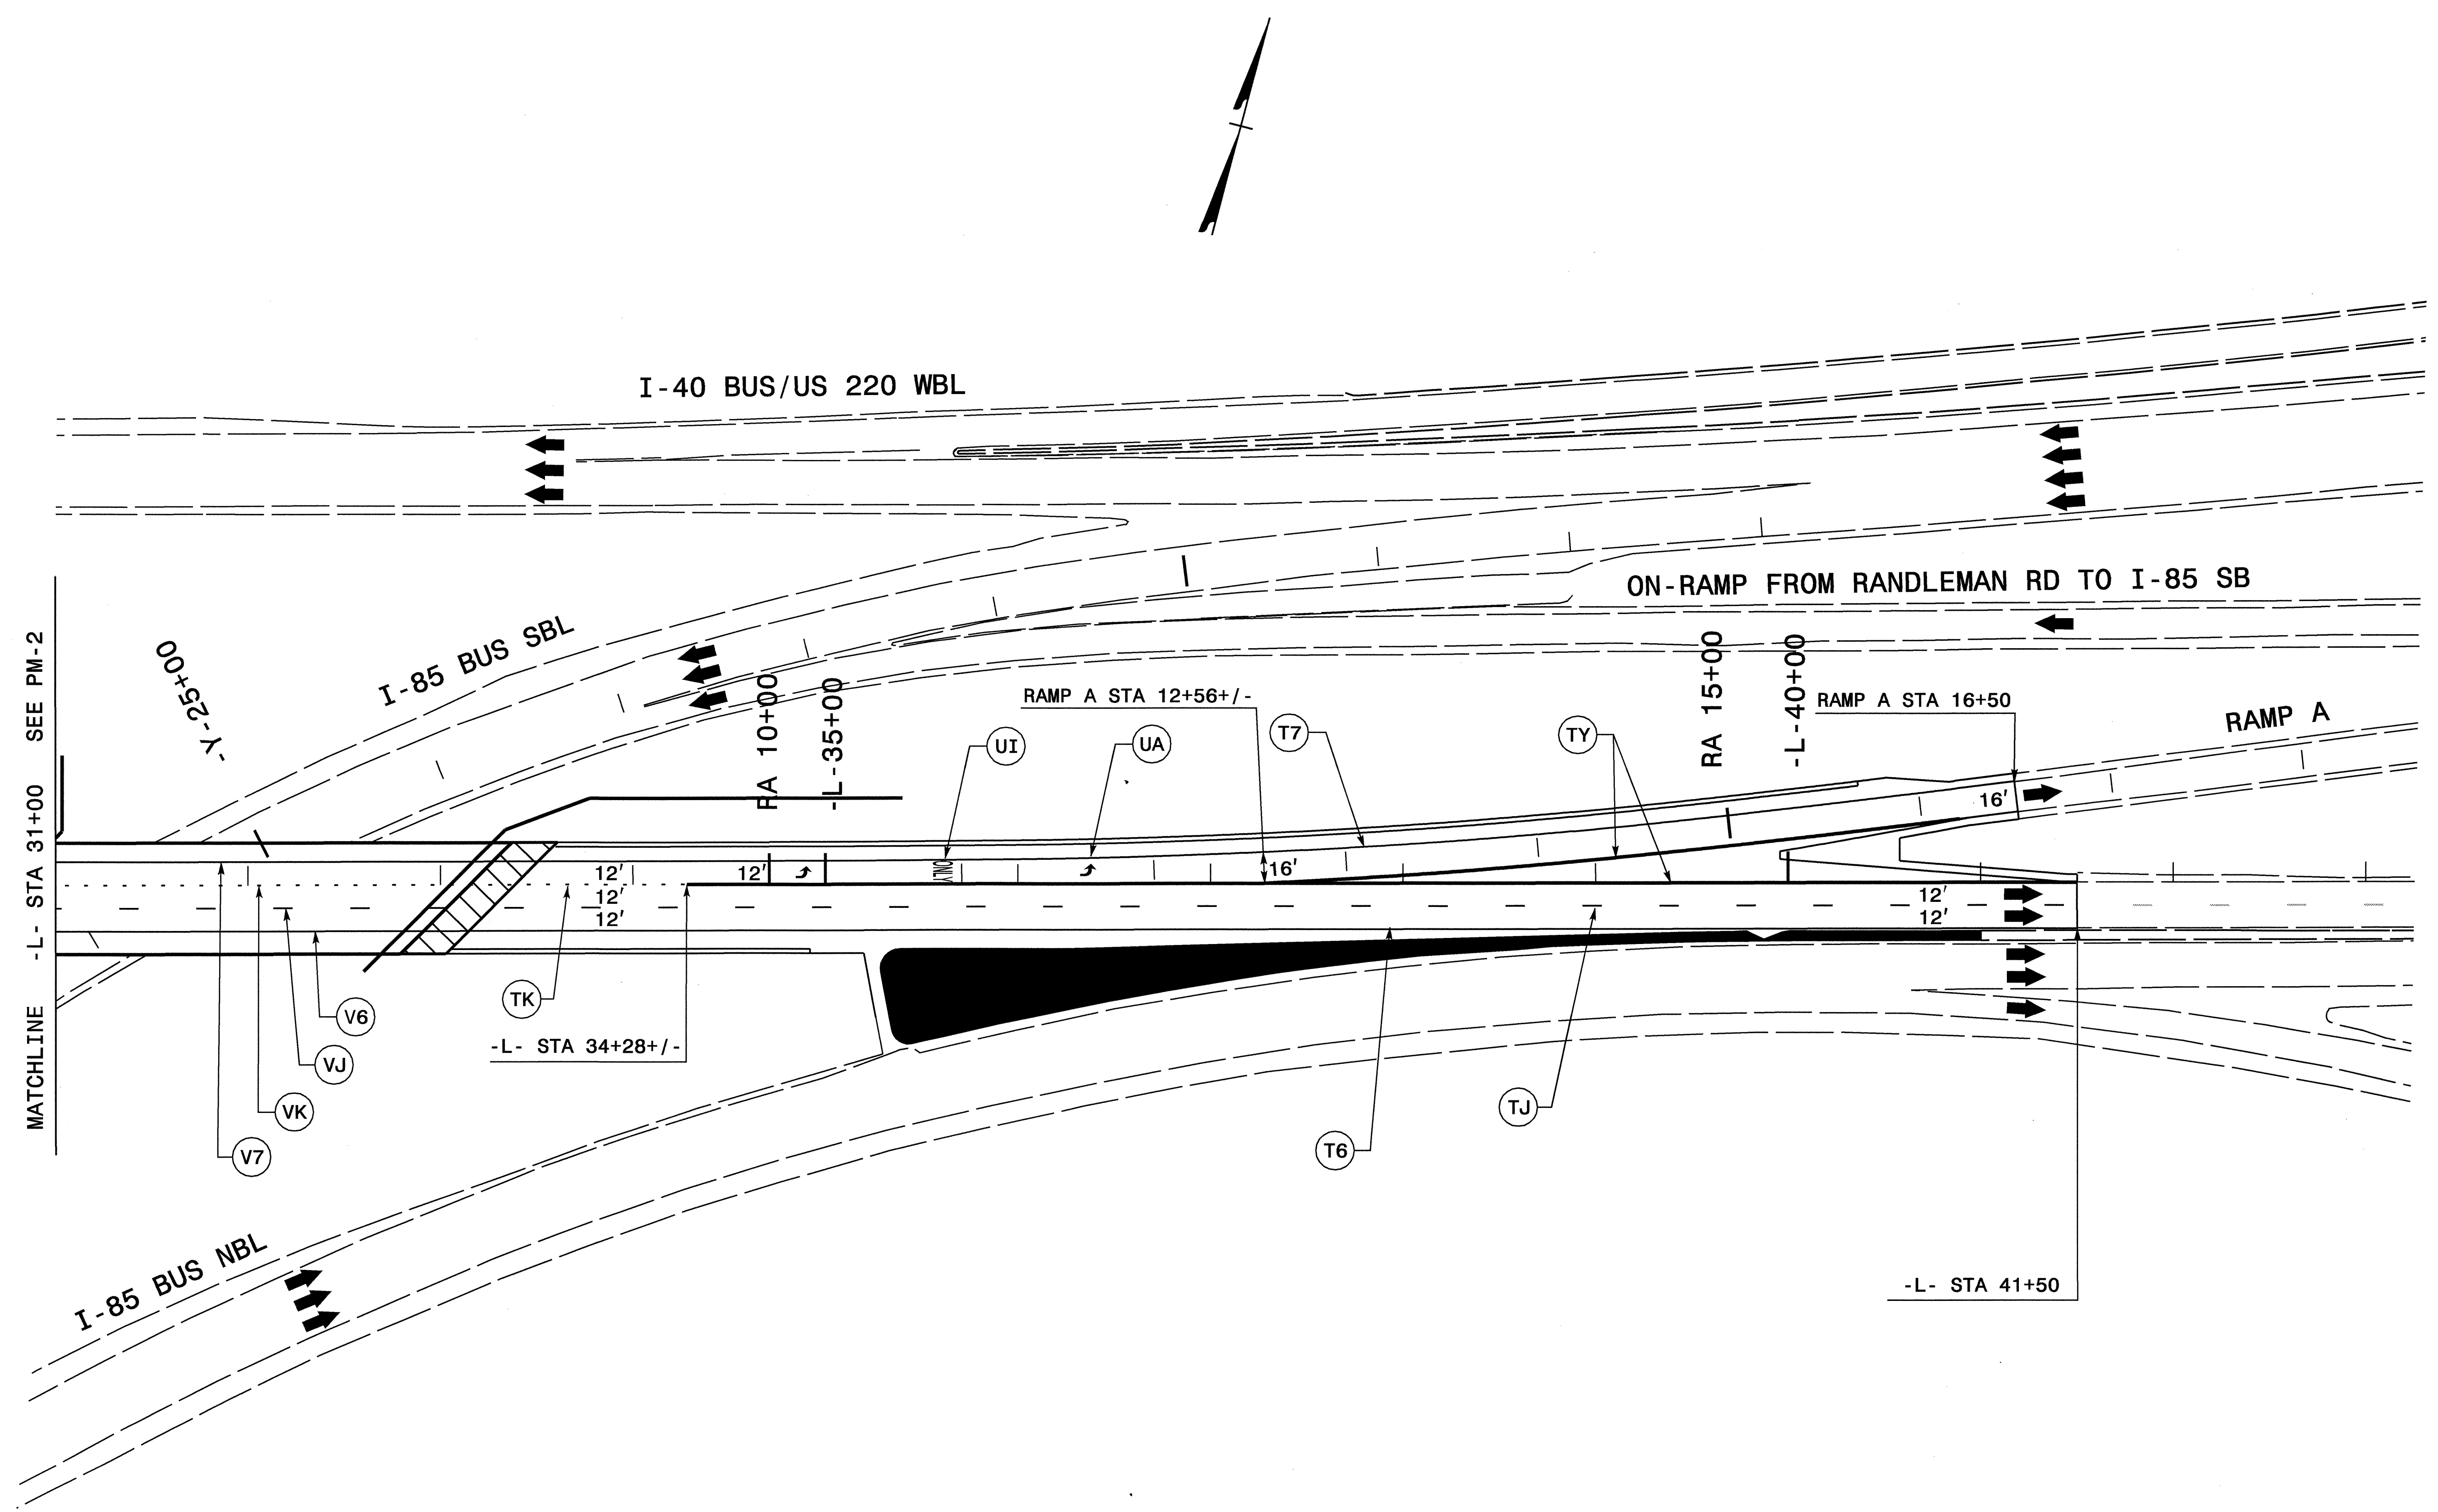 I-40 BUS/US 220 WBL
ON-RAMP FROM RANDLEMAN RD TO I-85 SB
I-85 BUS SBL
-Y-25+00
MATCHLINE -L- STA 31+00 SEE PM-2
RA 10+00
-L-35+00
RAMP A STA 12+56+/-
RA 15+00
-L-40+00
RAMP A STA 16+50
RAMP A
UI
UA
T7
TY
16'
12'
12'
ONLY
16'
12'
12'
12'
12'
TK
V6
-L- STA 34+28+/-
VJ
VK
TJ
T6
V7
I-85 BUS NBL
-L- STA 41+50